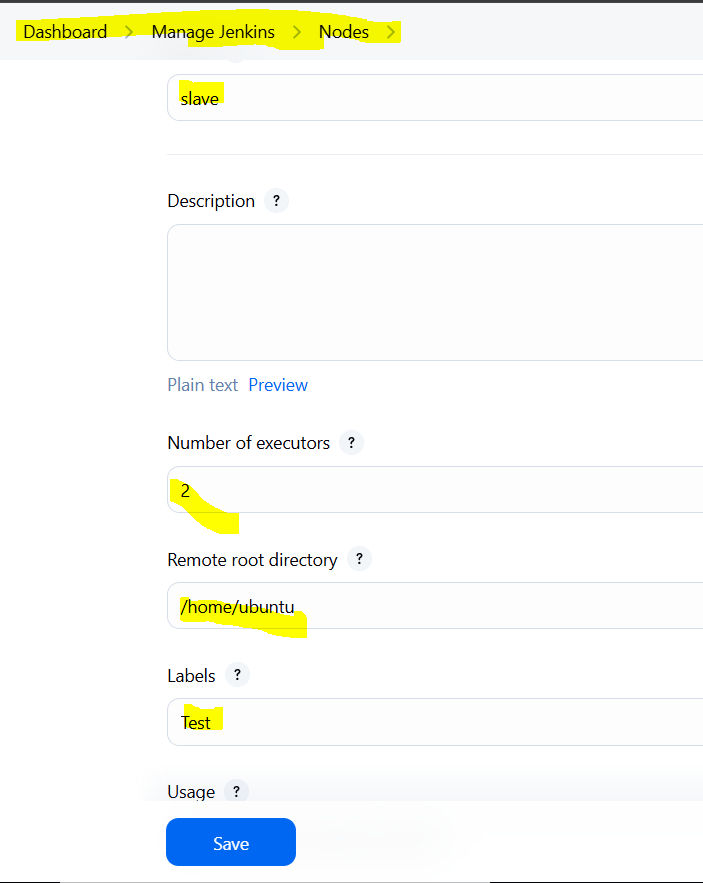 Dashboard > Manage Jenkins > Nodes >
slave
Description ?
Plain text Preview
Number of executors ?
2
Remote root directory ?
/home/ubuntu
Labels ?
Test
Usage ?
Save